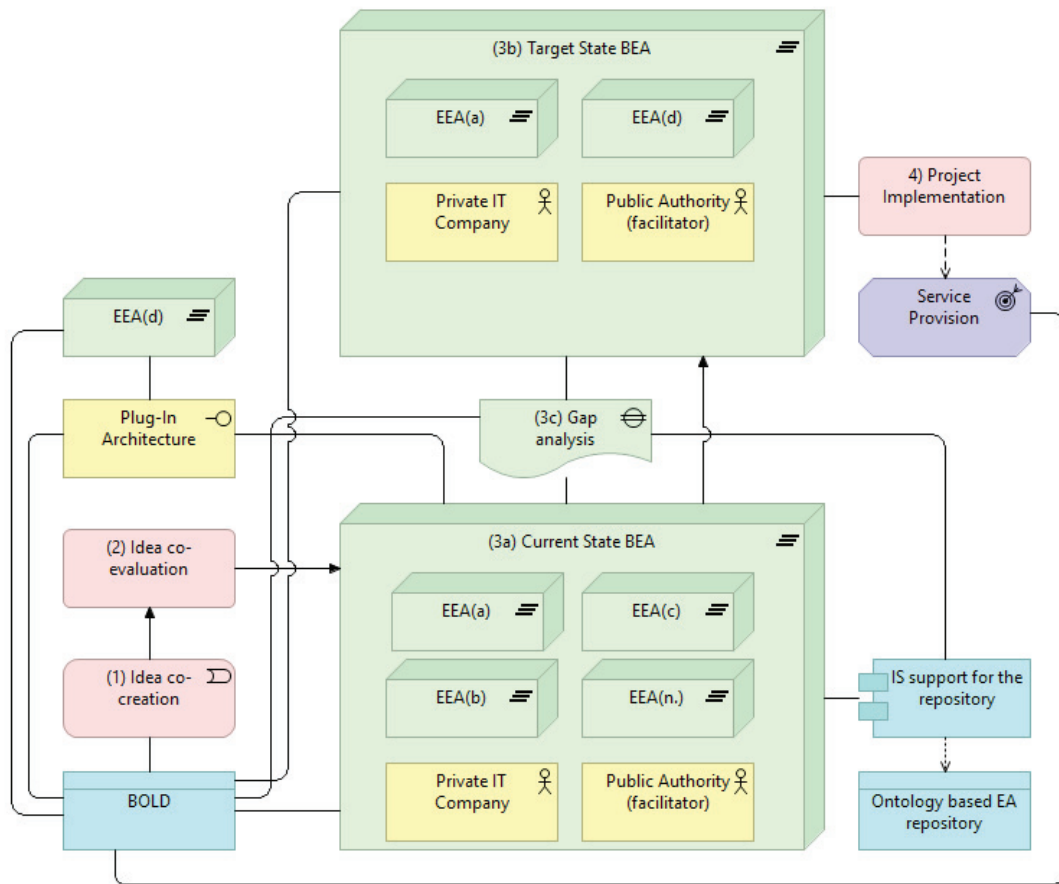 (3b) Target State BEA
EEA(a)
EEA(d)
Private IT
Company
Public Authority
(facilitator)
4) Project
Implementation
Service
Provision
EEA(d)
Plug-In
Architecture
(3c) Gap
analysis
(2) Idea co-
evaluation
(3a) Current State BEA
EEA(a)
EEA(c)
(1) Idea co-
creation
EEA(b)
EEA(n.)
IS support for the
repository
BOLD
Private IT
Company
Public Authority
(facilitator)
Ontology based EA
repository